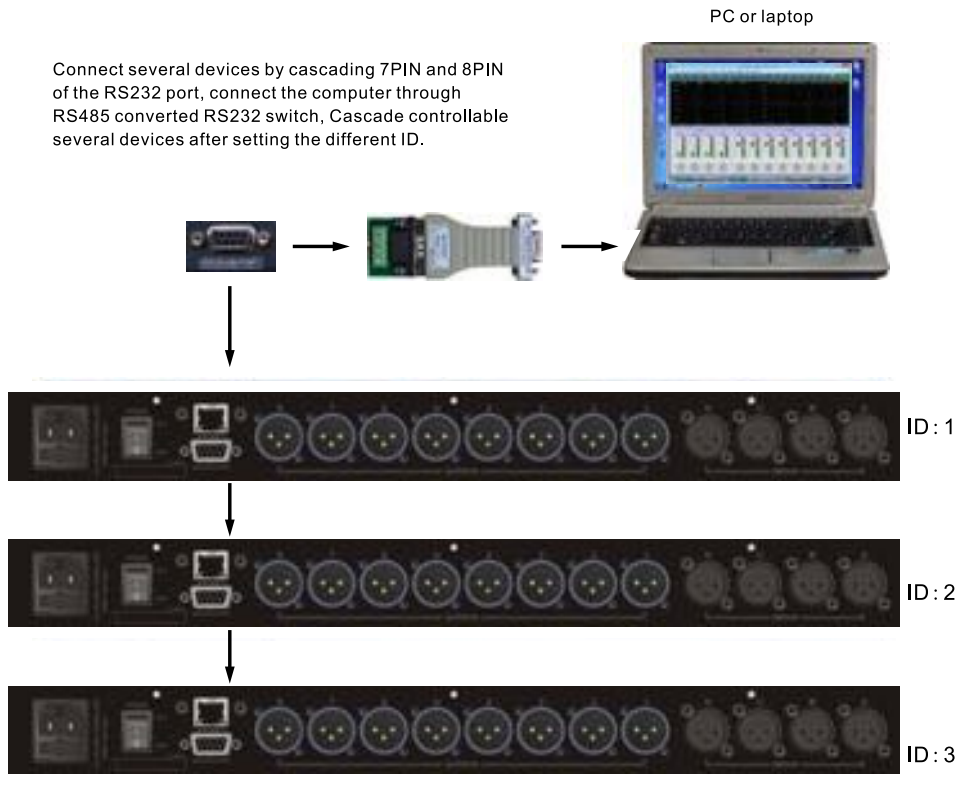 PC or laptop
Connect several devices by cascading 7PIN and 8PIN
of the RS232 port, connect the computer through
RS485 converted RS232 switch, Cascade controllable
several devices after setting the different ID.
ID: 1
ID: 2
ID: 3